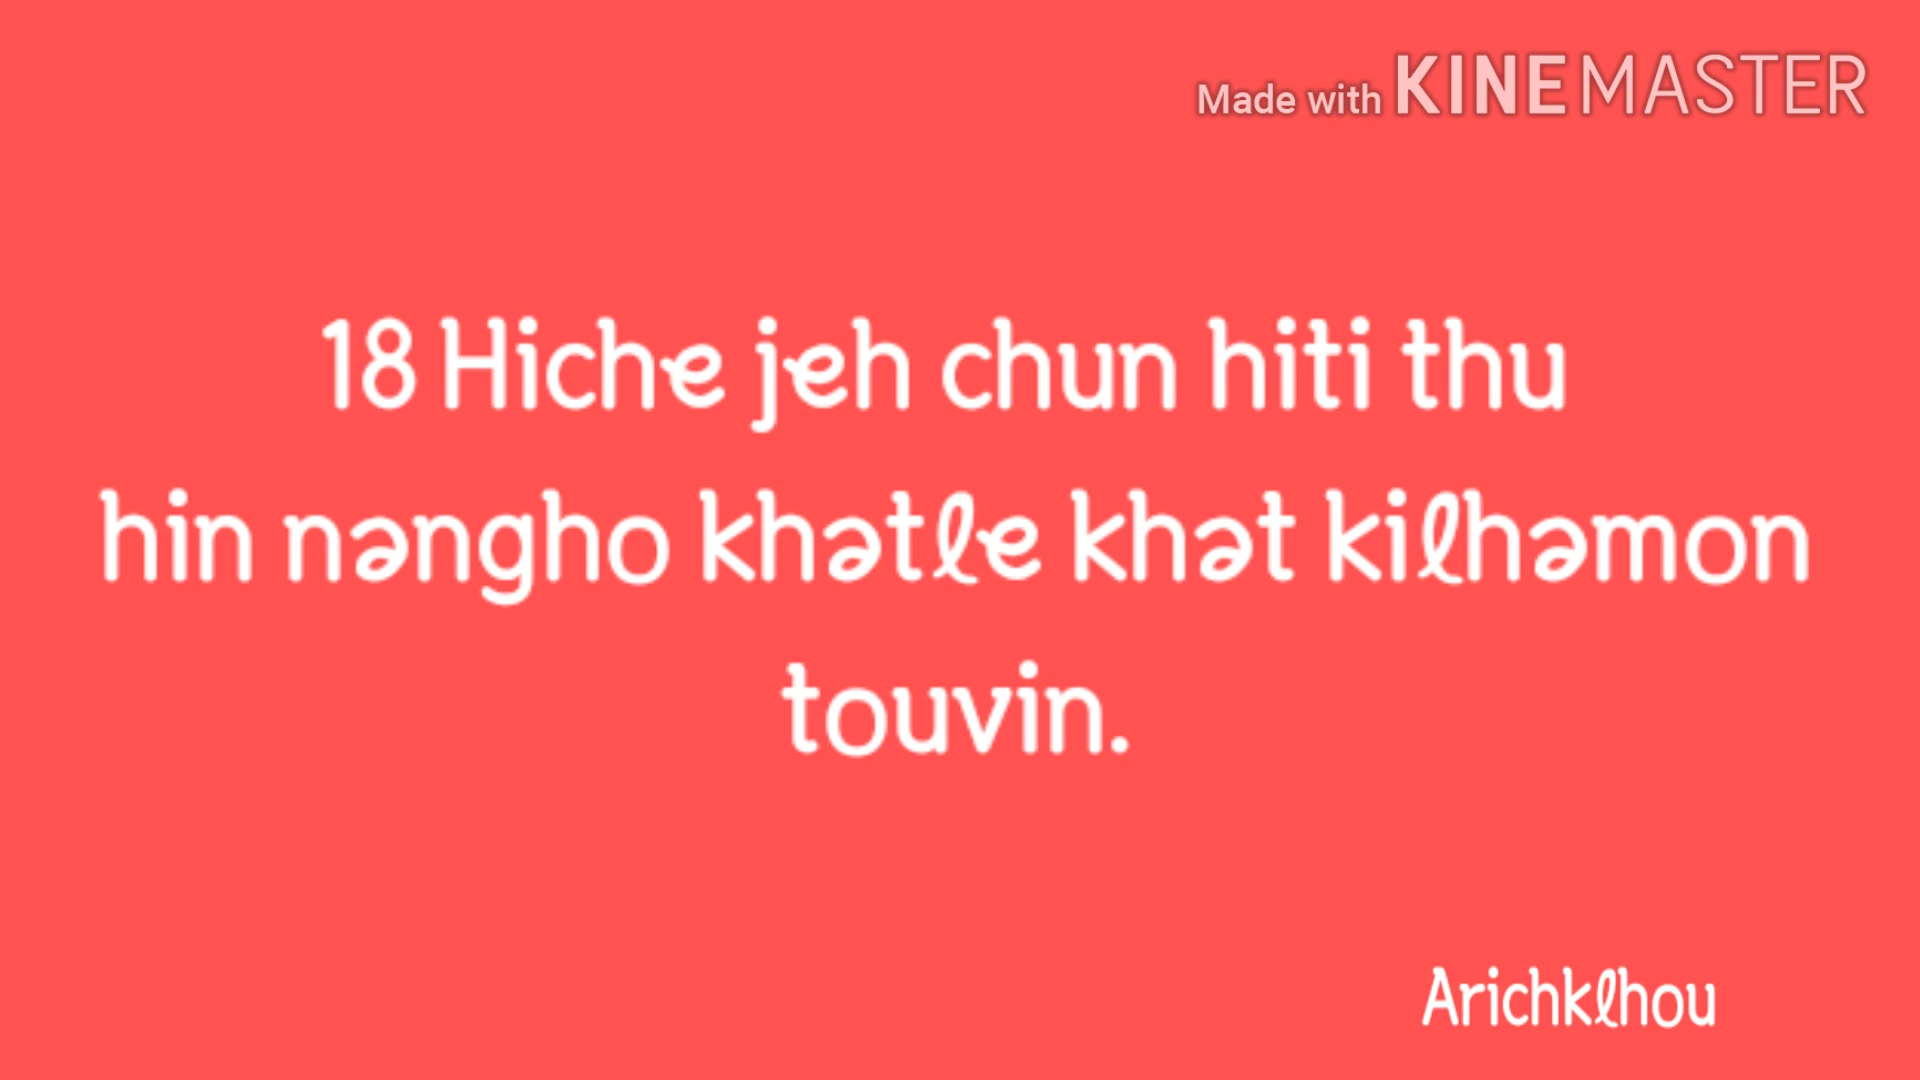 Made with KINEMASTER
18 Hiche jeh chun hiti thu
hin nangho khatle khat kilhamon
touvin.
Arichklhou